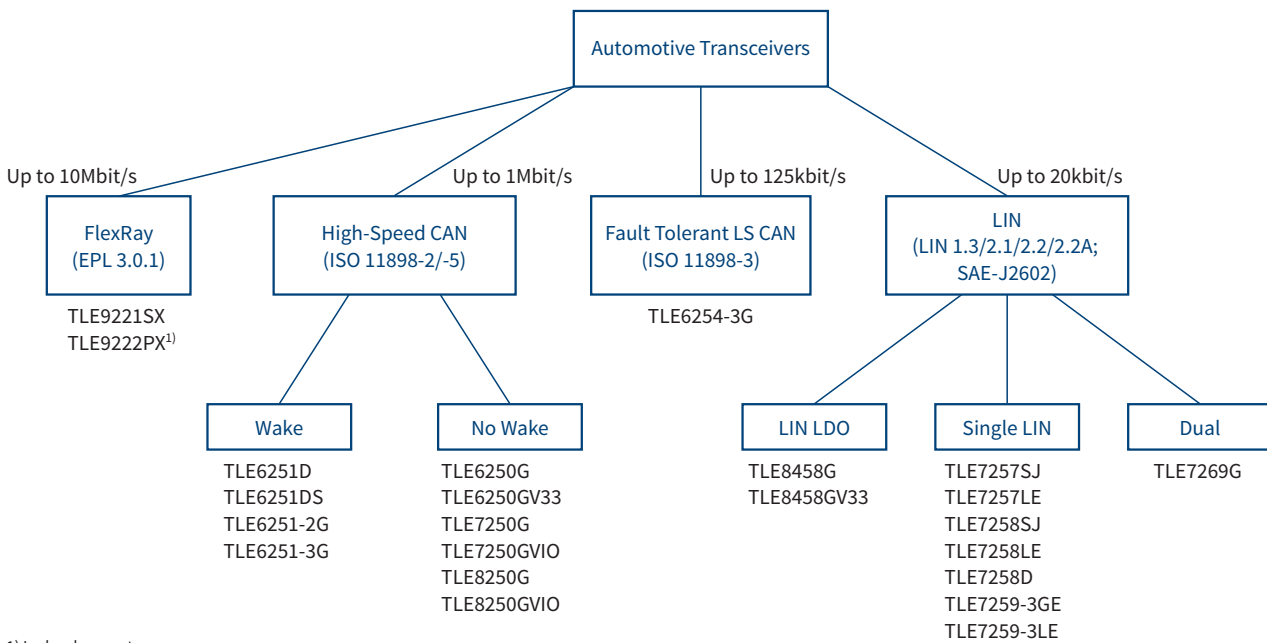 Automotive Transceivers
Up to 10Mbit/s
Up to 1Mbit/s
Up to 125kbit/s
Up to 20kbit/s
FlexRay
(EPL 3.0.1)
High-Speed CAN
(ISO 11898-2/-5)
Fault Tolerant LS CAN
(ISO 11898-3)
LIN
(LIN 1.3/2.1/2.2/2.2A;
SAE-J2602)
TLE9221SX
TLE9222PX1)
TLE6254-3G
Wake
TLE6251D
TLE6251DS
TLE6251-2G
TLE6251-3G
No Wake
TLE6250G
TLE6250GV33
TLE7250G
TLE7250GVIO
TLE8250G
TLE8250GVIO
LIN LDO
TLE8458G
TLE8458GV33
Single LIN
TLE7257SJ
TLE7257LE
TLE7258SJ
TLE7258LE
TLE7258D
TLE7259-3GE
TLE7259-3LE
Dual
TLE7269G